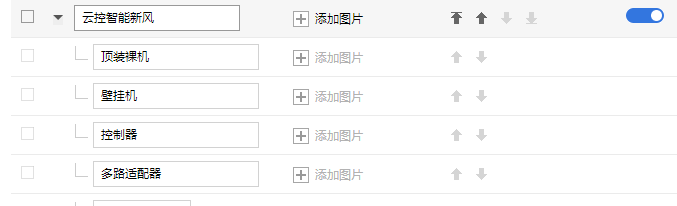 云控智能新风 添加图片
顶装裸机 添加图片
壁挂机 添加图片
控制器 添加图片
多路适配器 添加图片